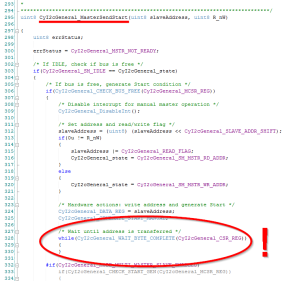 293 *
294 *******************************************************************************/
295 uint8 CyI2cGeneral_MasterSendStart(uint8 slaveAddress, uint8 R_nW)
296
297 {
298 uint8 errStatus;
299
300 errStatus = CyI2cGeneral_MSTR_NOT_READY;
301
302 /* If IDLE, check if bus is free */
303 if(CyI2cGeneral_SM_IDLE == CyI2cGeneral_state)
304 {
305 /* If bus is free, generate Start condition */
306 if(CyI2cGeneral_CHECK_BUS_FREE(CyI2cGeneral_MCSR_REG))
307 {
308 /* Disable interrupt for manual master operation */
309 CyI2cGeneral_DisableInt();
310
311 /* Set address and read/write flag */
312 slaveAddress = (uint8) (slaveAddress << CyI2cGeneral_SLAVE_ADDR_SHIFT);
313 if(0u != R_nW)
314 {
315 slaveAddress |= CyI2cGeneral_READ_FLAG;
316 CyI2cGeneral_state = CyI2cGeneral_SM_MSTR_RD_ADDR;
317 }
318 else
319 {
320 CyI2cGeneral_state = CyI2cGeneral_SM_MSTR_WR_ADDR;
321 }
322
323 /* Hardware actions: write address and generate Start */
324 CyI2cGeneral_DATA_REG = slaveAddress;
325
326
327 /* Wait until address is transferred */
328 while(CyI2cGeneral_WAIT_BYTE_COMPLETE(CyI2cGeneral_CSR_REG))
329 {
330 }
331
332 #if(
333 if(CyI2cGeneral_CHECK_START_GEN(CyI2cGeneral_MCSR_REG))
334 {
!